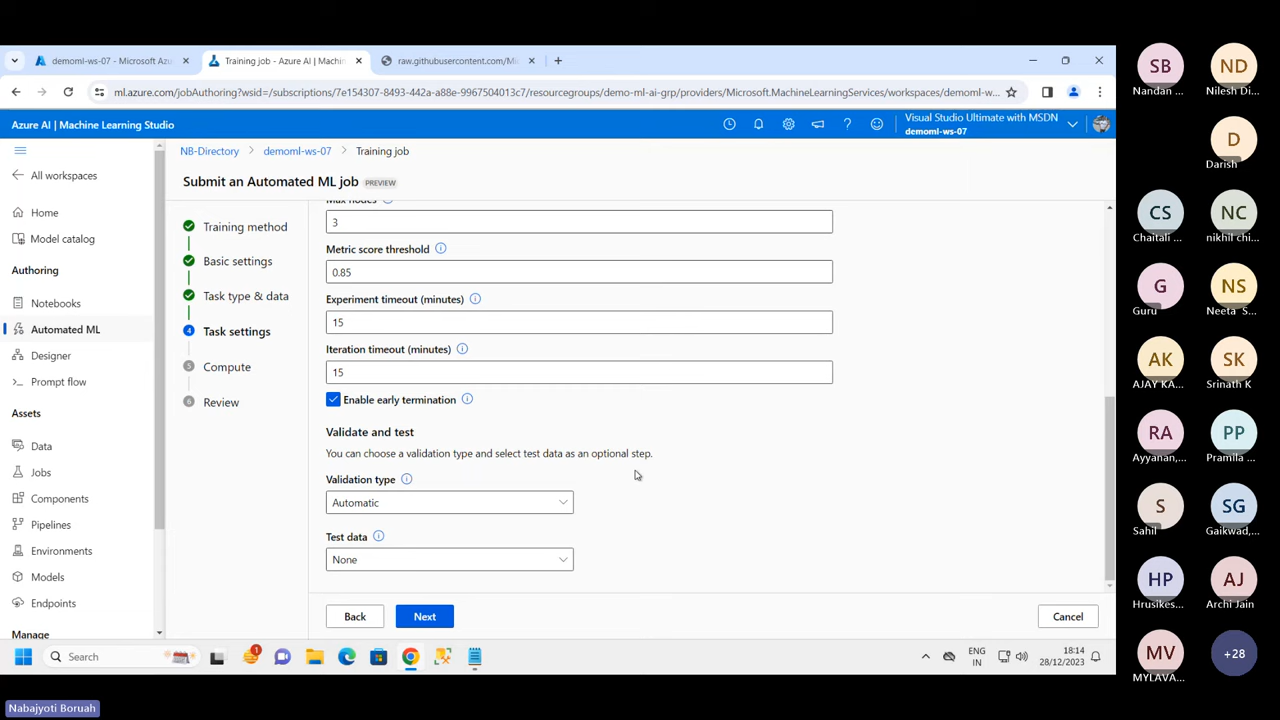 demoml-ws-07 - Microsoft Azu
Training job - Azure AI | Machin
raw.githubusercontent.com/Mi
ml.azure.com/jobAuthoring?wsid=/subscriptions/7e154307-8493-442a-a88e-9967504013c7/resourcegroups/demo-ml-ai-grp/providers/Microsoft.MachineLearningServices/workspaces/demoml-w...
Azure AI | Machine Learning Studio
Visual Studio Ultimate with MSDN
demoml-ws-07
All workspaces
Home
Model catalog
Authoring
Notebooks
Automated ML
Designer
Prompt flow
Assets
Data
Jobs
Components
Pipelines
Environments
Models
Endpoints
Manage
NB-Directory > demoml-ws-07 > Training job
Submit an Automated ML job PREVIEW
Training method
Basic settings
Task type & data
4 Task settings
5 Compute
6 Review
Max nodes
3
Metric score threshold
0.85
Experiment timeout (minutes)
15
Iteration timeout (minutes)
15
Enable early termination
Validate and test
You can choose a validation type and select test data as an optional step.
Validation type
Automatic
Test data
None
Back
Next
Cancel
Search
1
ENG
IN
18:14
28/12/2023
Nabajyoti Boruah
SB
Nandan ...
ND
Nilesh Di...
D
Darish
CS
Chaitali ...
NC
nikhil chi...
G
Guru
NS
Neeta S...
AK
AJAY KA...
SK
Srinath K
RA
Ayyanan,...
PP
Pramila ...
S
Sahil
SG
Gaikwad,...
HP
Hrusikes...
AJ
Archi Jain
MV
MYLAVA...
+28